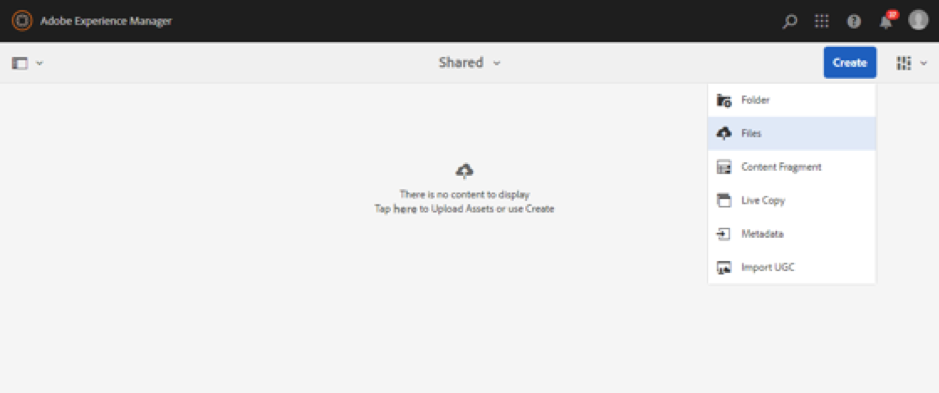 Adobe Experience Manager
Shared
Create
Folder
Files
Content Fragment
Live Copy
Metadata
Import UGC
There is no content to display
Tap here to Upload Assets or use Create